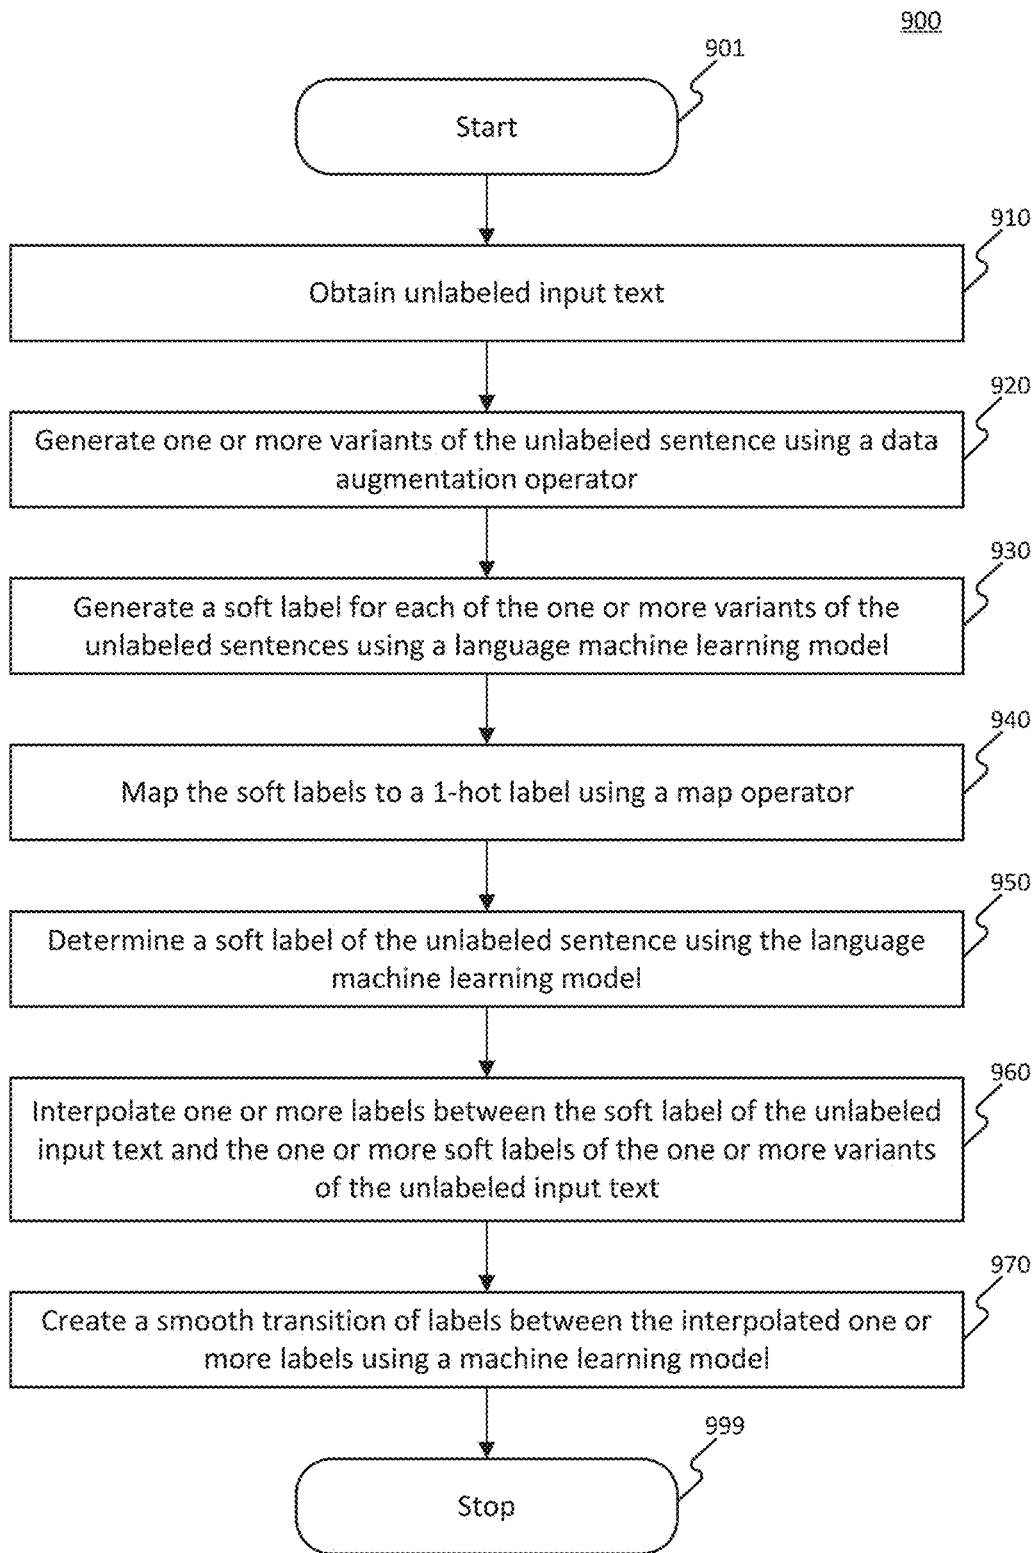 900
901
Start
910
Obtain unlabeled input text
920
Generate one or more variants of the unlabeled sentence using a data
augmentation operator
930
Generate a soft label for each of the one or more variants of the
unlabeled sentences using a language machine learning model
940
Map the soft labels to a 1-hot label using a map operator
950
Determine a soft label of the unlabeled sentence using the language
machine learning model
960
Interpolate one or more labels between the soft label of the unlabeled
input text and the one or more soft labels of the one or more variants
of the unlabeled input text
970
Create a smooth transition of labels between the interpolated one or
more labels using a machine learning model
999
Stop